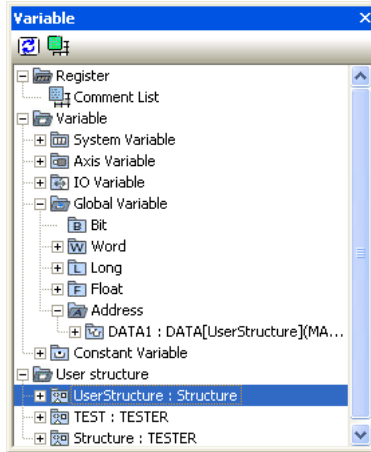 Variable
Register
Comment List
Variable
System Variable
Axis Variable
IO Variable
Global Variable
B Bit
W Word
L Long
F Float
Address
DATA1 : DATA[UserStructure](MA...
Constant Variable
User structure
UserStructure : Structure
TEST : TESTER
Structure : TESTER